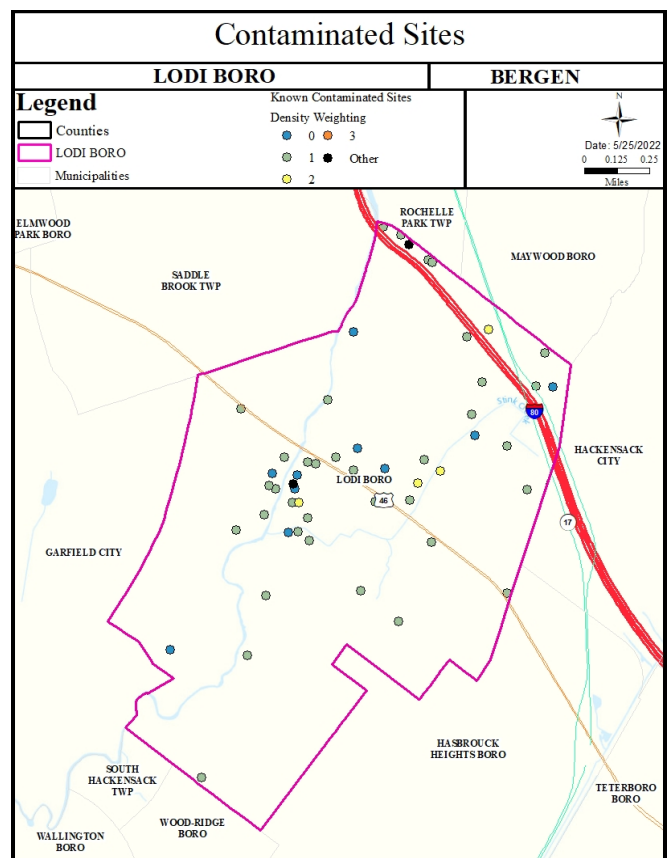 Contaminated Sites
LODI BORO
BERGEN
Legend
Counties
LODI BORO
Municipalities
Known Contaminated Sites
Density Weighting
0
3
1
Other
2
N
Date: 5/25/2022
0 0.125 0.25
Miles
ELMWOOD
PARK BORO
ROCHELLE
PARK TWP
MAYWOOD BORO
SADDLE
BROOK TWP
80
HACKENSACK
CITY
LODI BORO
46
17
GARFIELD CITY
HASBROUCK
HEIGHTS BORO
SOUTH
HACKENSACK
TWP
TETERBORO
BORO
WOOD-RIDGE
BORO
WALLINGTON
BORO